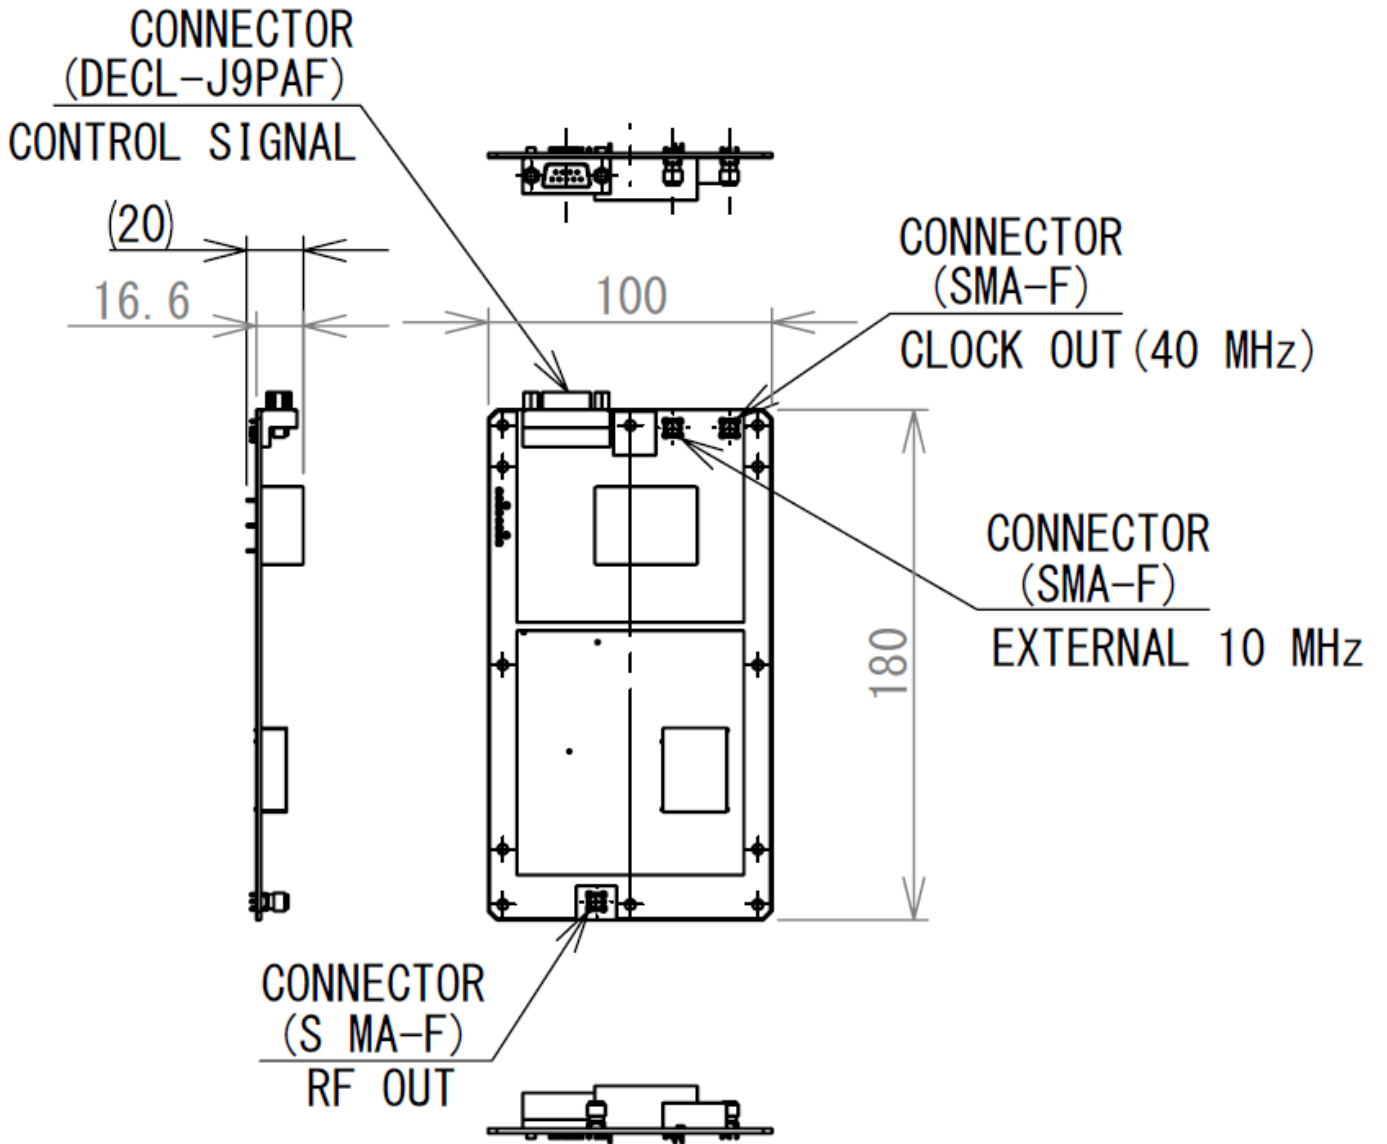 CONNECTOR
(DECL-J9PAF)
CONTROL SIGNAL
(20)
16.6
100
CONNECTOR
(SMA-F)
CLOCK OUT(40 MHz)
CONNECTOR
(SMA-F)
EXTERNAL 10 MHz
180
CONNECTOR
(S MA-F)
RF OUT